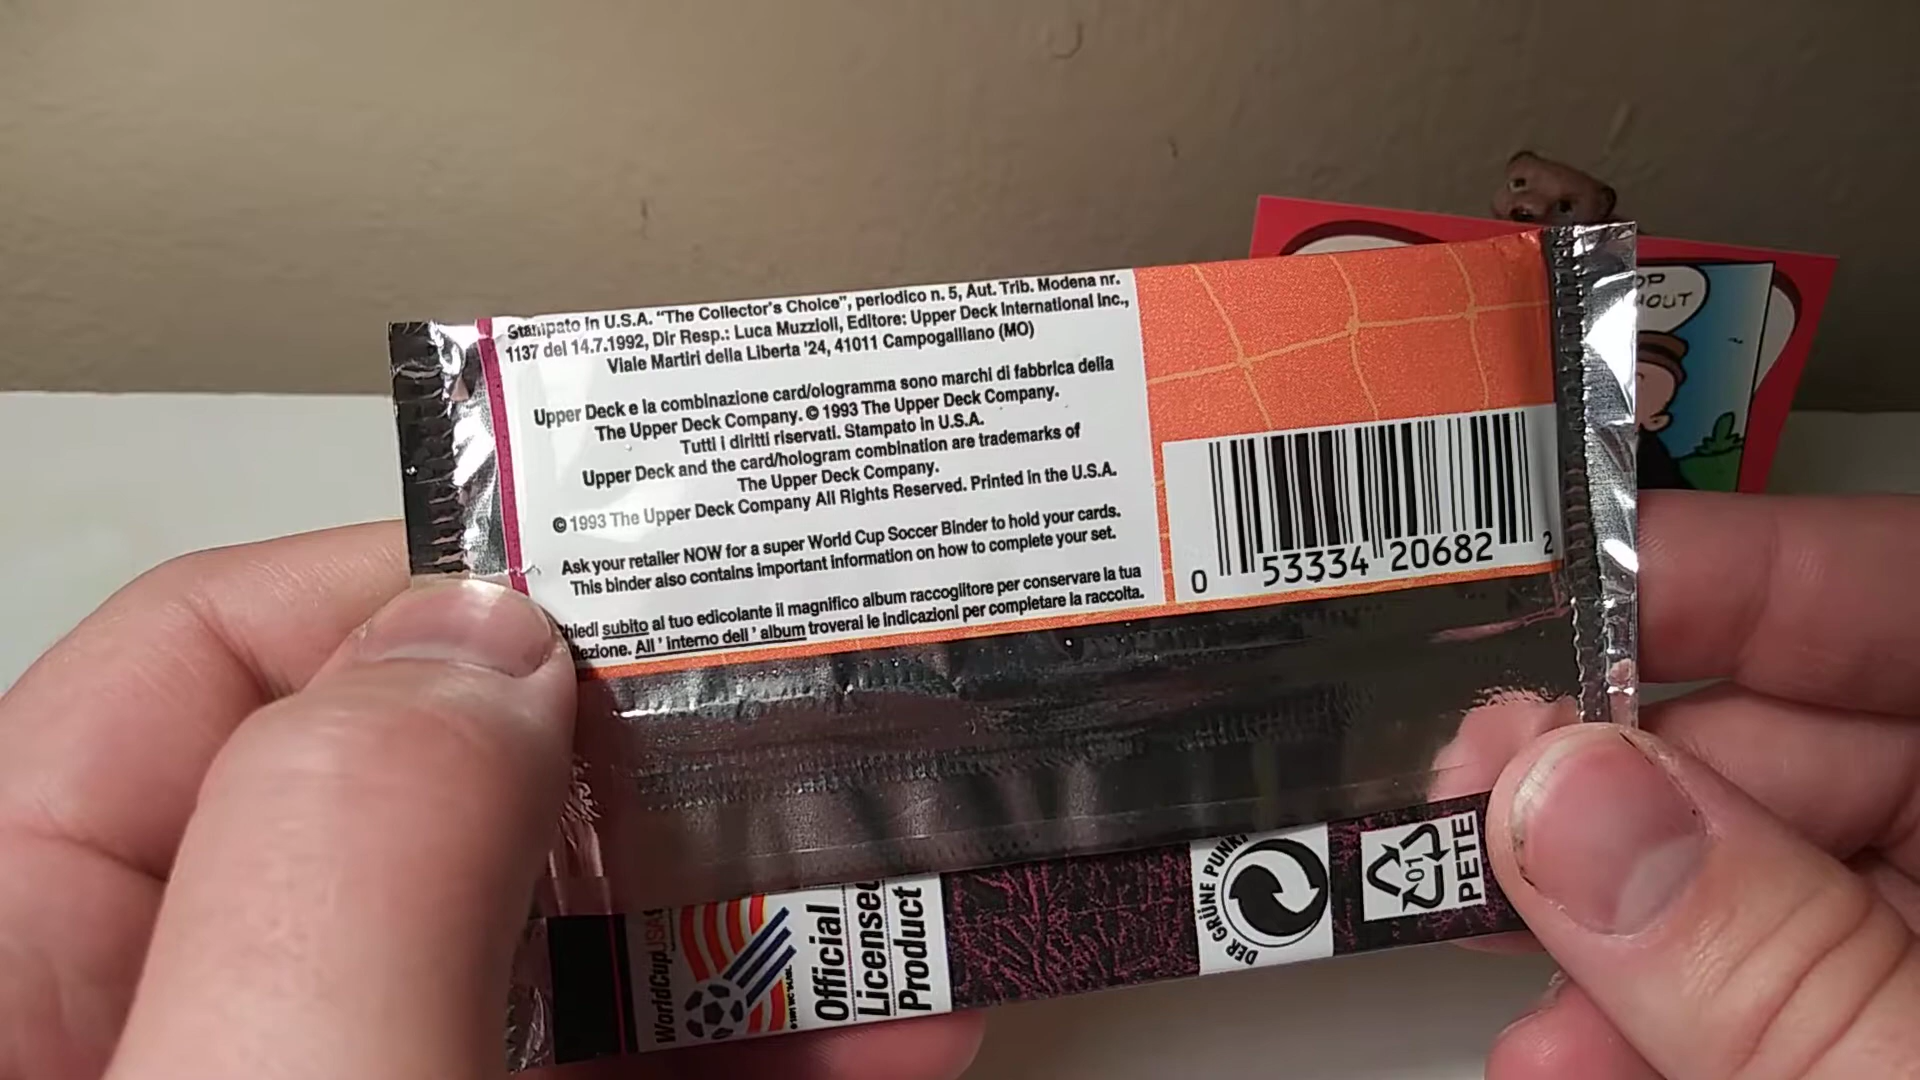 Stampato in U.S.A. "The Collector's Choice", periodico n. 5, Aut. Trib. Modena nr.
1137 del 14.7.1992, Dir Resp.: Luca Muzzioli, Editore: Upper Deck International Inc.,
Viale Martiri della Liberta '24, 41011 Campogalliano (MO)
Upper Deck e la combinazione card/ologramma sono marchi di fabbrica della
The Upper Deck Company. © 1993 The Upper Deck Company.
Tutti i diritti riservati. Stampato in U.S.A.
Upper Deck and the card/hologram combination are trademarks of
The Upper Deck Company.
© 1993 The Upper Deck Company All Rights Reserved. Printed in the U.S.A.
Ask your retailer NOW for a super World Cup Soccer Binder to hold your cards.
This binder also contains important information on how to complete your set.
hiedi subito al tuo edicolante il magnifico album raccoglitore per conservare la tua
lezione. All' interno dell' album troverai le indicazioni per completare la raccolta.
0 53334 20682 2
OP
HOUT
WorldCupUSA
Official
Licensed
Product
DER GRÜNE PUNKT
01
PETE